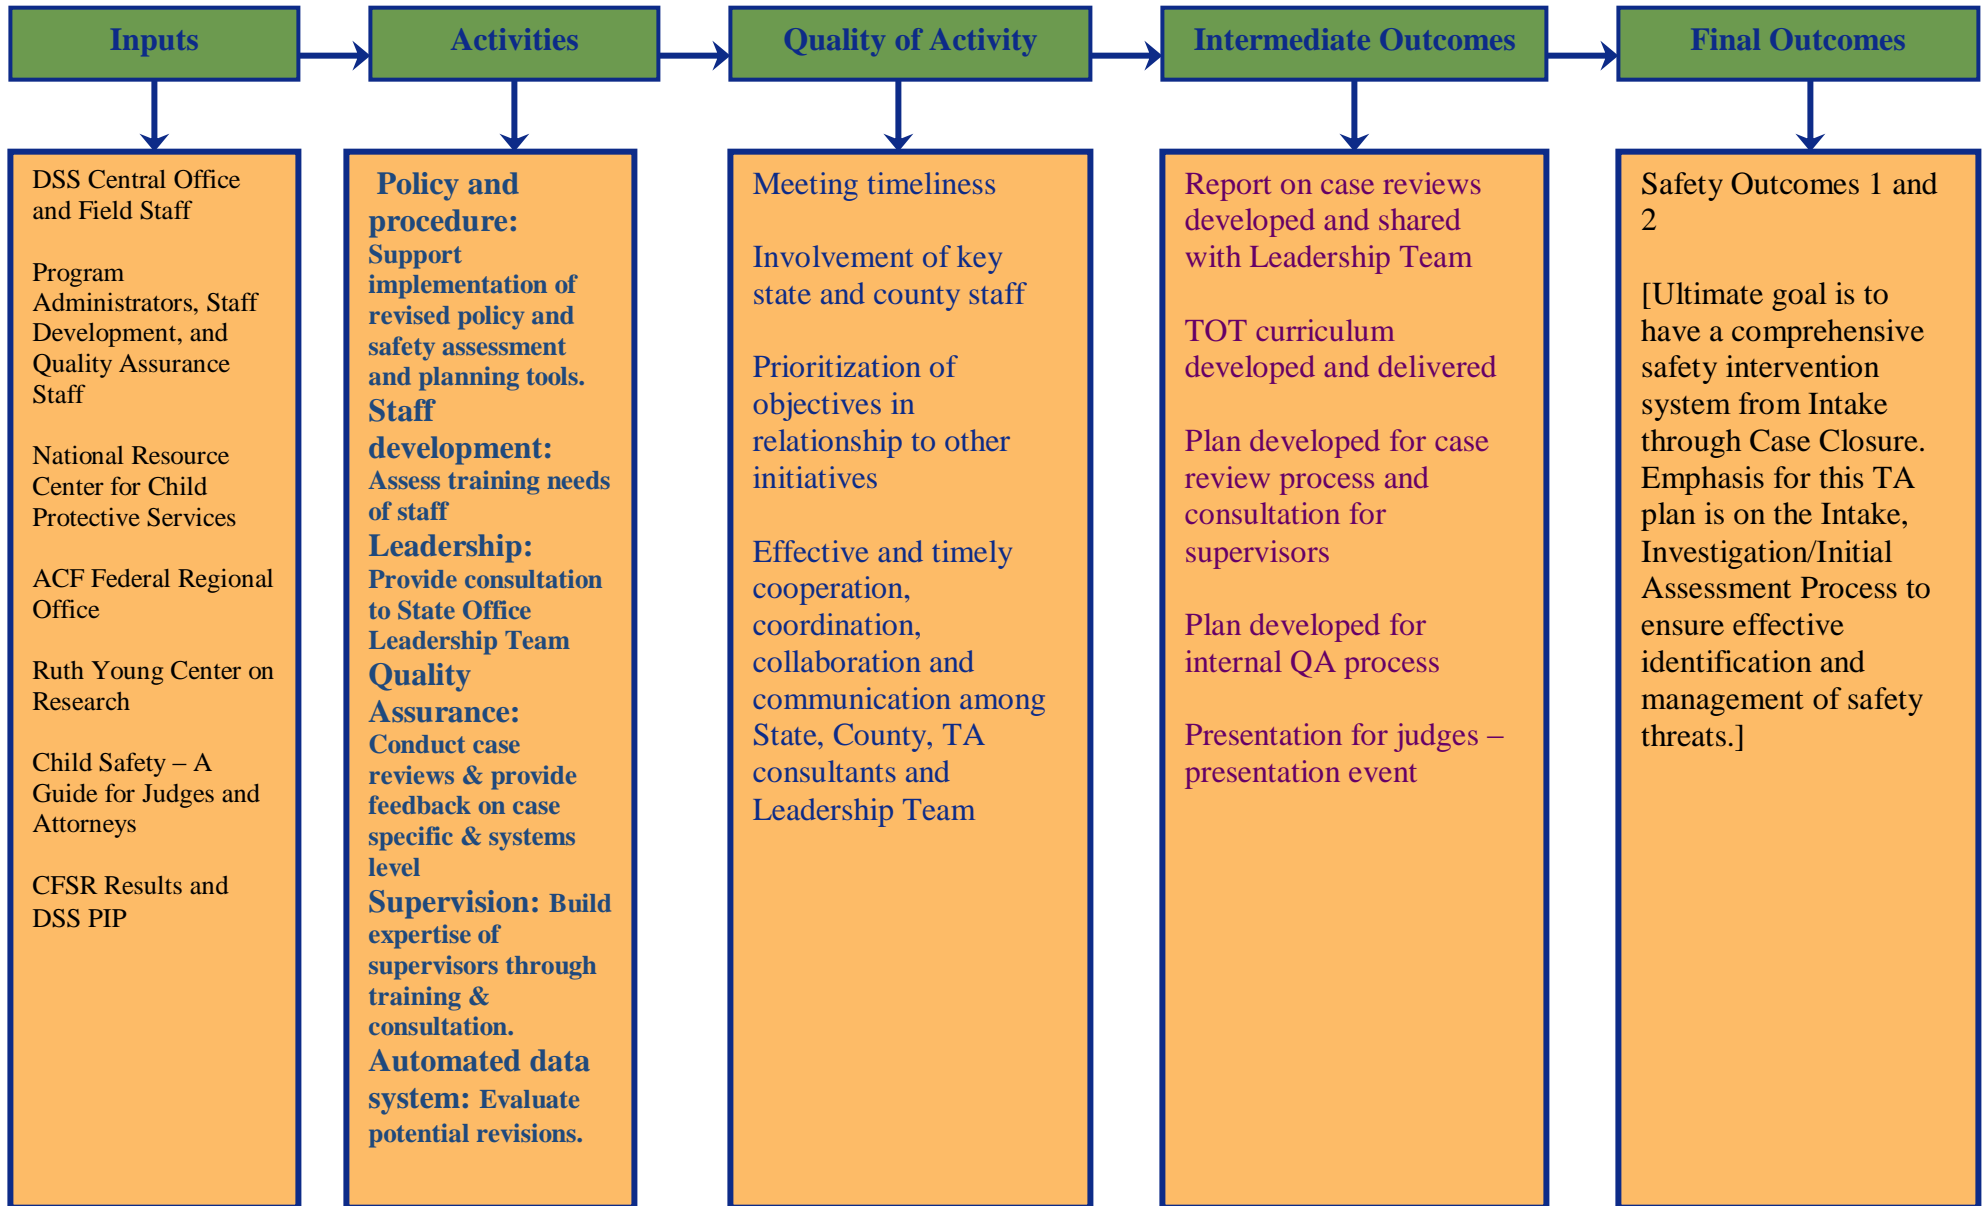 Inputs
Activities
Quality of Activity
Intermediate Outcomes
Final Outcomes
DSS Central Office
and Field Staff
Program
Administrators, Staff
Development, and
Quality Assurance
Staff
National Resource
Center for Child
Protective Services
ACF Federal Regional
Office
Ruth Young Center on
Research
Child Safety – A
Guide for Judges and
Attorneys
CFSR Results and
DSS PIP
Policy and
procedure:
Support
implementation of
revised policy and
safety assessment
and planning tools.
Staff
development:
Assess training needs
of staff
Leadership:
Provide consultation
to State Office
Leadership Team
Quality
Assurance:
Conduct case
reviews & provide
feedback on case
specific & systems
level
Supervision: Build
expertise of
supervisors through
training &
consultation.
Automated data
system: Evaluate
potential revisions.
Meeting timeliness
Involvement of key
state and county staff
Prioritization of
objectives in
relationship to other
initiatives
Effective and timely
cooperation,
coordination,
collaboration and
communication among
State, County, TA
consultants and
Leadership Team
Report on case reviews
developed and shared
with Leadership Team
TOT curriculum
developed and delivered
Plan developed for case
review process and
consultation for
supervisors
Plan developed for
internal QA process
Presentation for judges –
presentation event
Safety Outcomes 1 and
2
[Ultimate goal is to
have a comprehensive
safety intervention
system from Intake
through Case Closure.
Emphasis for this TA
plan is on the Intake,
Investigation/Initial
Assessment Process to
ensure effective
identification and
management of safety
threats.]